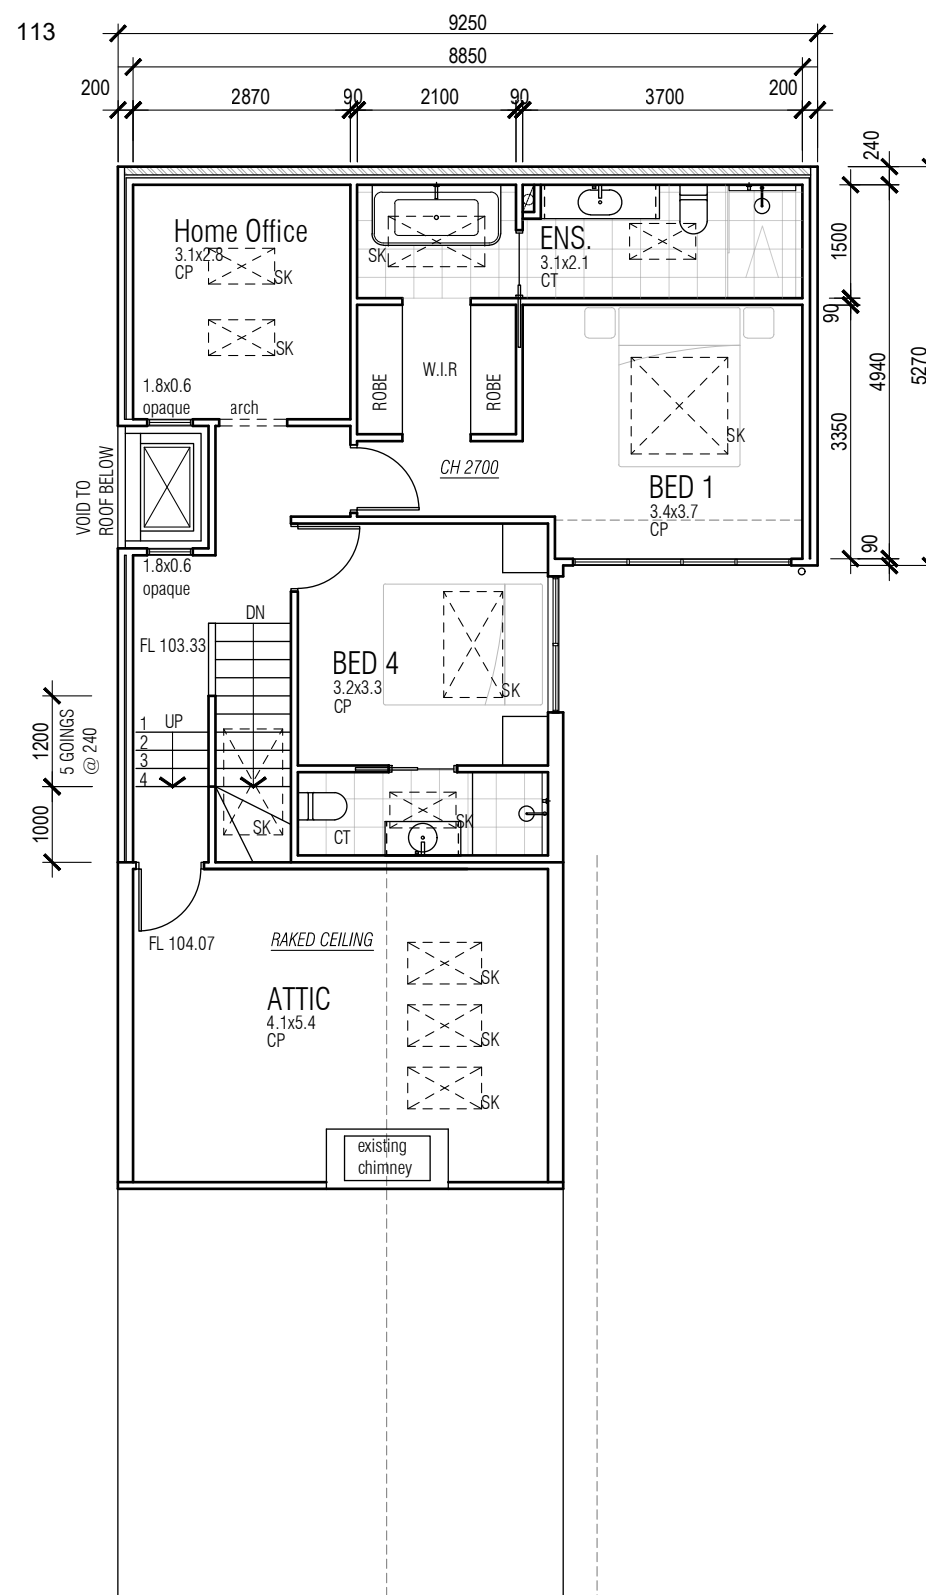 113
9250
8850
200
2870
90
2100
90
3700
200
240
1500
90
4940
5270
3350
90
Home Office
3.1x2.8
CP
SK
SK
SK
ENS.
3.1x2.1
CT
ROBE
W.I.R
ROBE
1.8x0.6
opaque
arch
SK
BED 1
3.4x3.7
CP
CH 2700
VOID TO
ROOF BELOW
1.8x0.6
opaque
DN
FL 103.33
BED 4
3.2x3.3
CP
SK
1200
5 GOINGS
@ 240
1000
1
UP
2
3
4
SK
CT
SK
FL 104.07
RAKED CEILING
ATTIC
4.1x5.4
CP
SK
SK
SK
existing
chimney